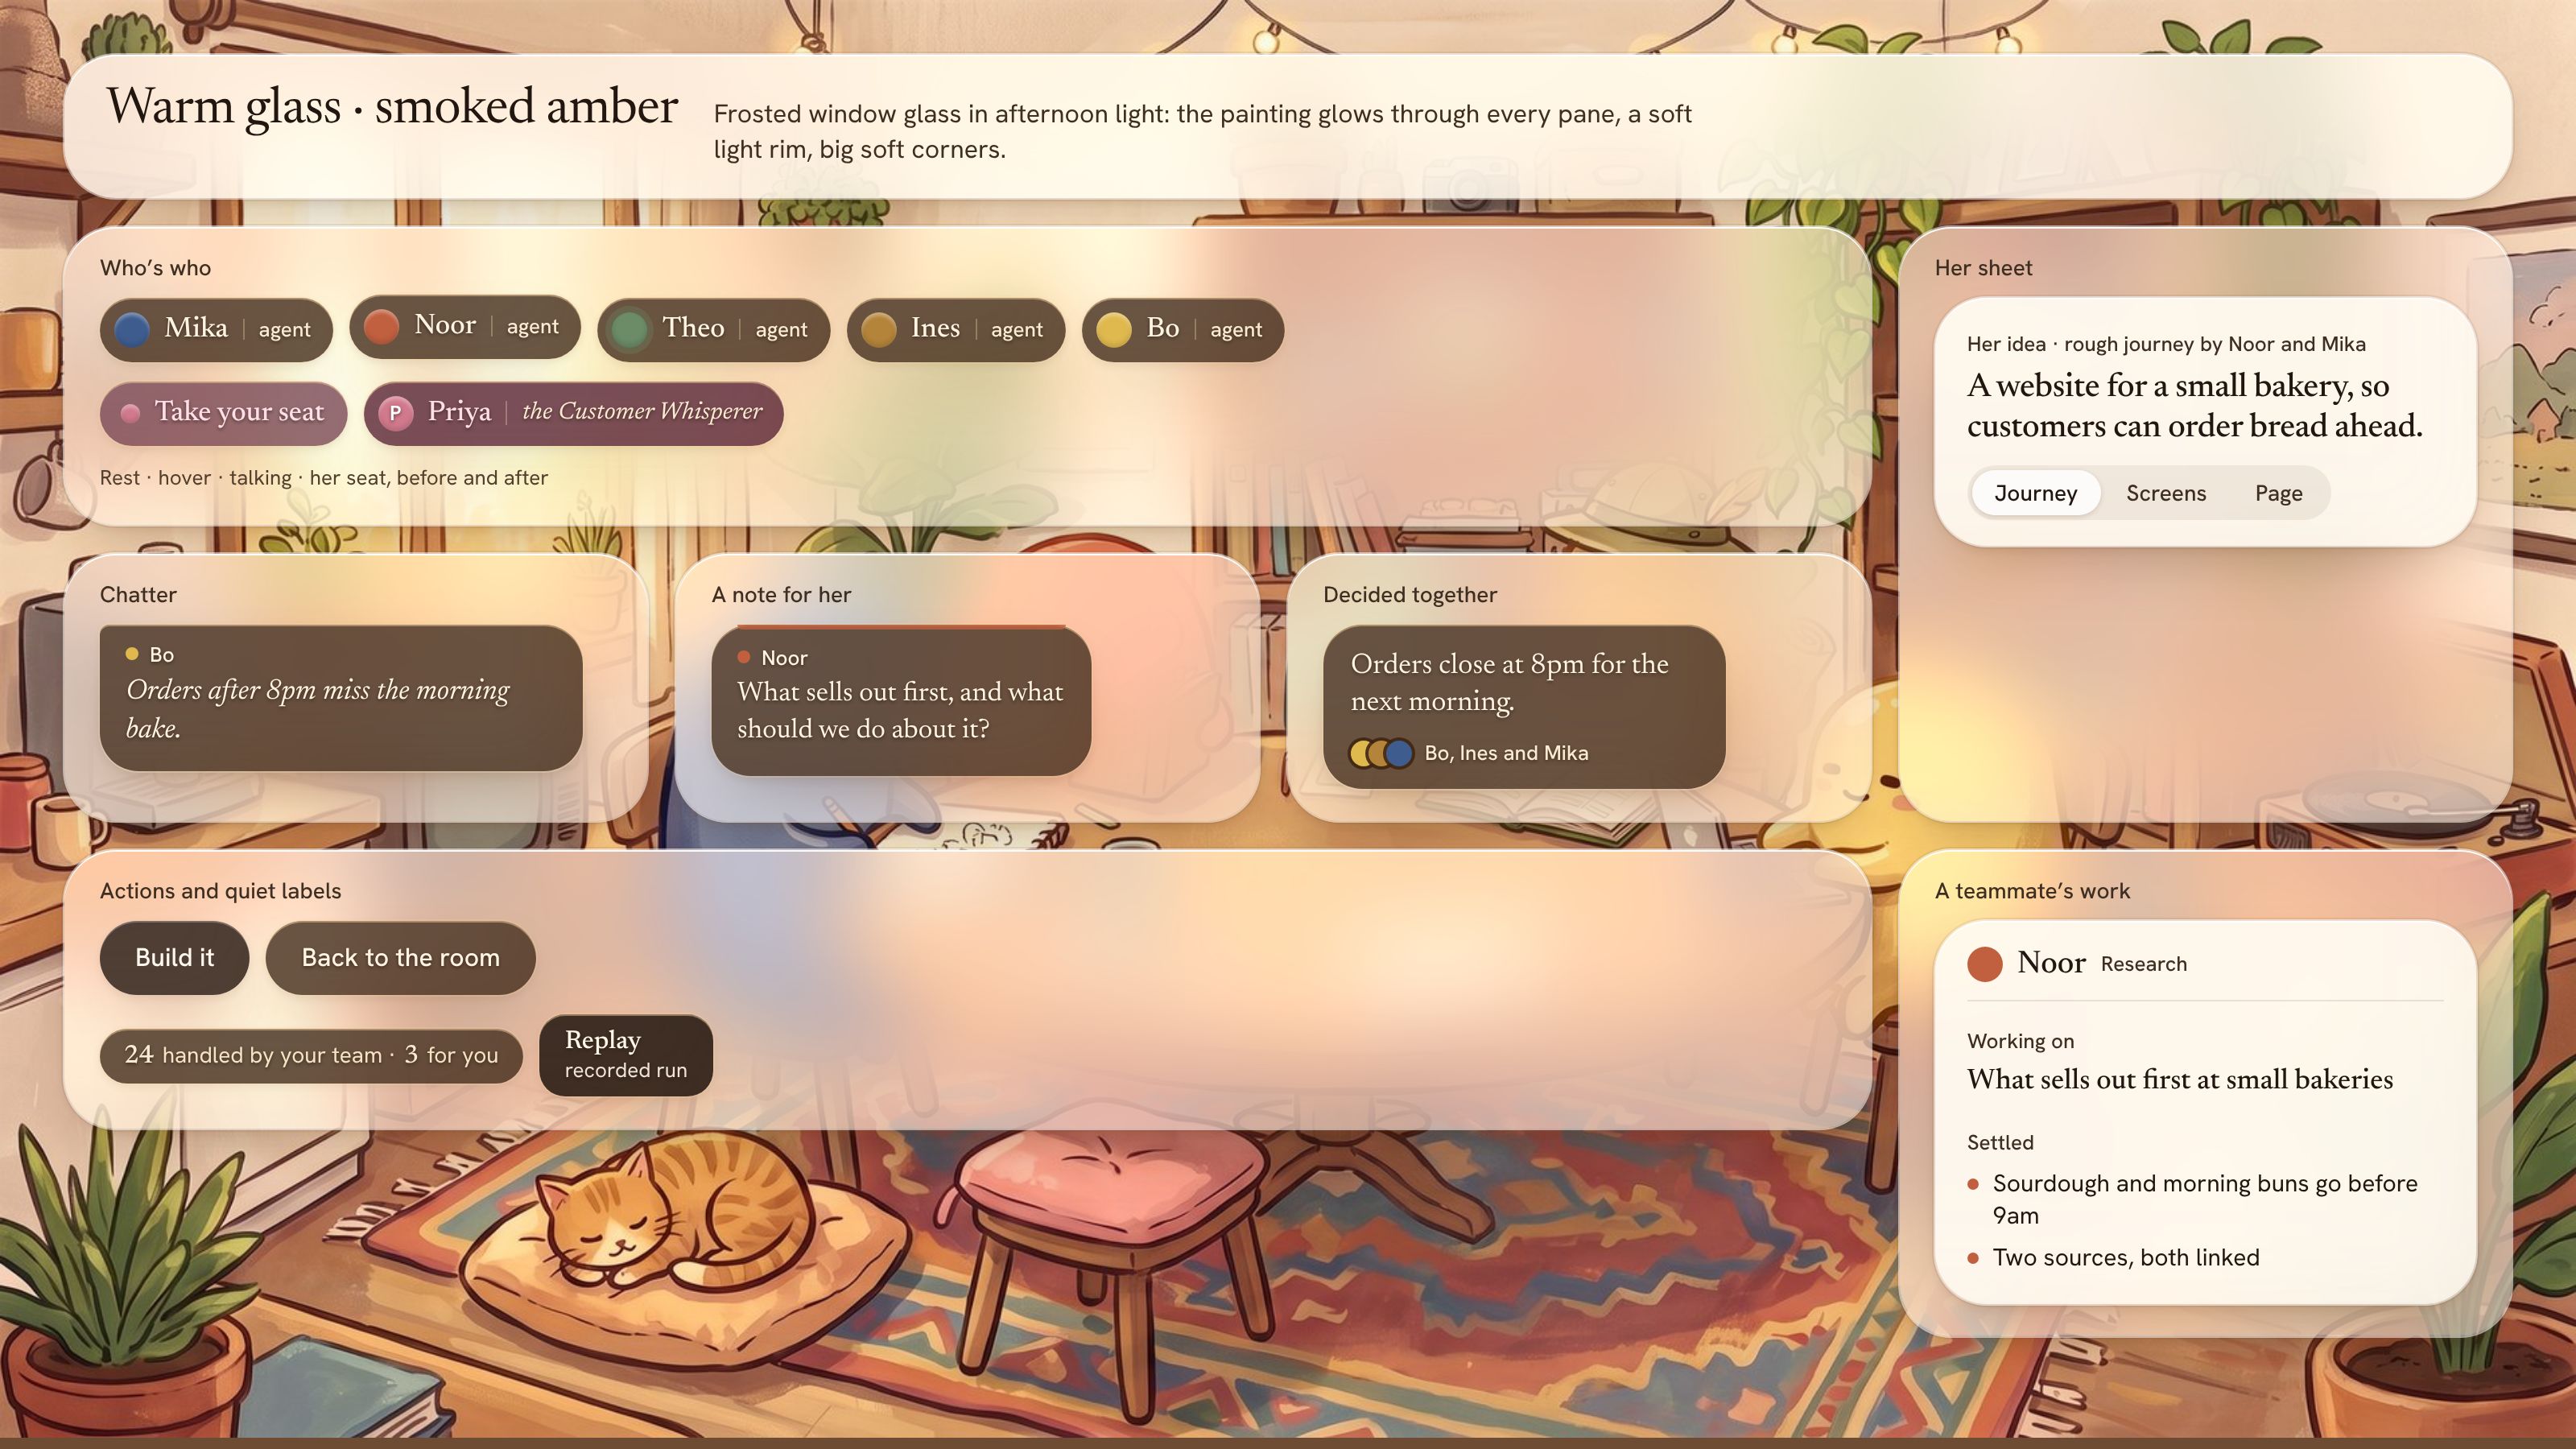 Warm glass · smoked amber
Frosted window glass in afternoon light: the painting glows through every pane, a soft
light rim, big soft corners.
Who’s who
Mika | agent
Noor | agent
Theo | agent
Ines | agent
Bo | agent
Take your seat
P Priya | the Customer Whisperer
Rest · hover · talking · her seat, before and after
Her sheet
Her idea · rough journey by Noor and Mika
A website for a small bakery, so
customers can order bread ahead.
Journey
Screens
Page
Chatter
Bo
Orders after 8pm miss the morning
bake.
A note for her
Noor
What sells out first, and what
should we do about it?
Decided together
Orders close at 8pm for the
next morning.
Bo, Ines and Mika
Actions and quiet labels
Build it
Back to the room
24 handled by your team · 3 for you
Replay
recorded run
A teammate’s work
Noor Research
Working on
What sells out first at small bakeries
Settled
Sourdough and morning buns go before
9am
Two sources, both linked